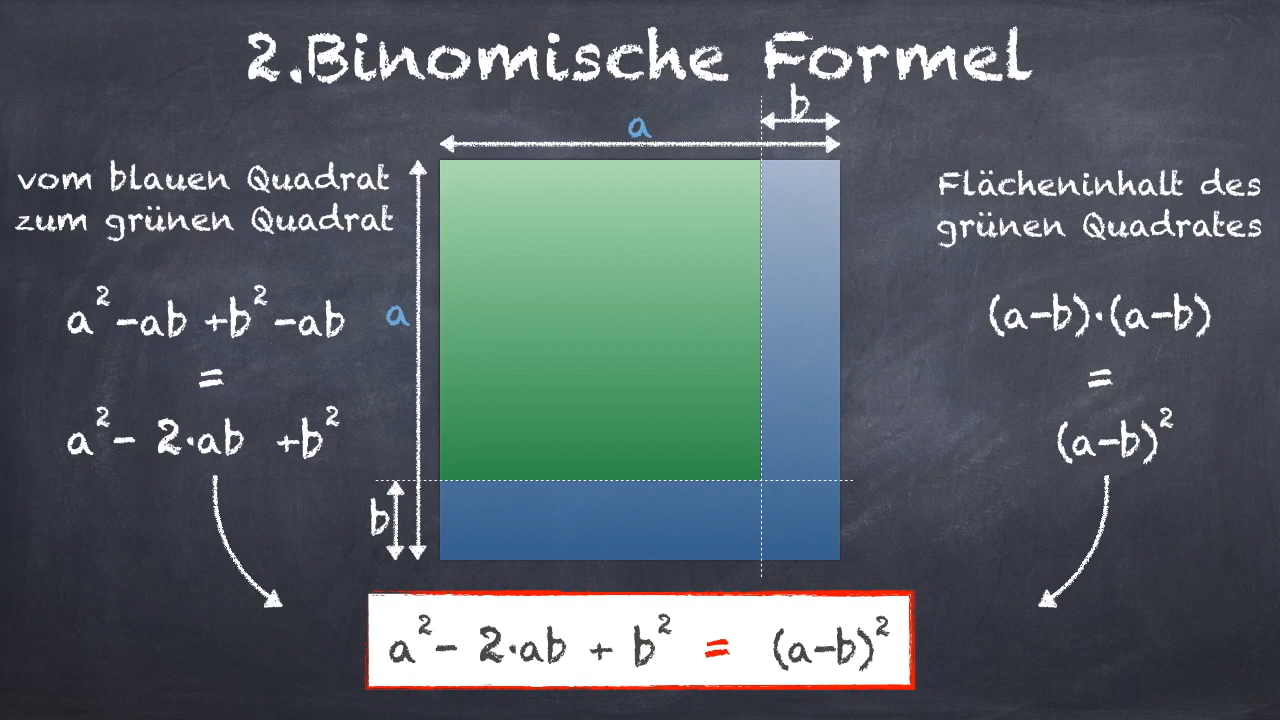 2.Binomische Formel
b
a
vom blauen Quadrat
zum grünen Quadrat
a²-ab +b²-ab
=
a²- 2·ab +b²
a
b
Flächeninhalt des
grünen Quadrates
(a-b)·(a-b)
=
(a-b)²
a²- 2·ab + b² = (a-b)²